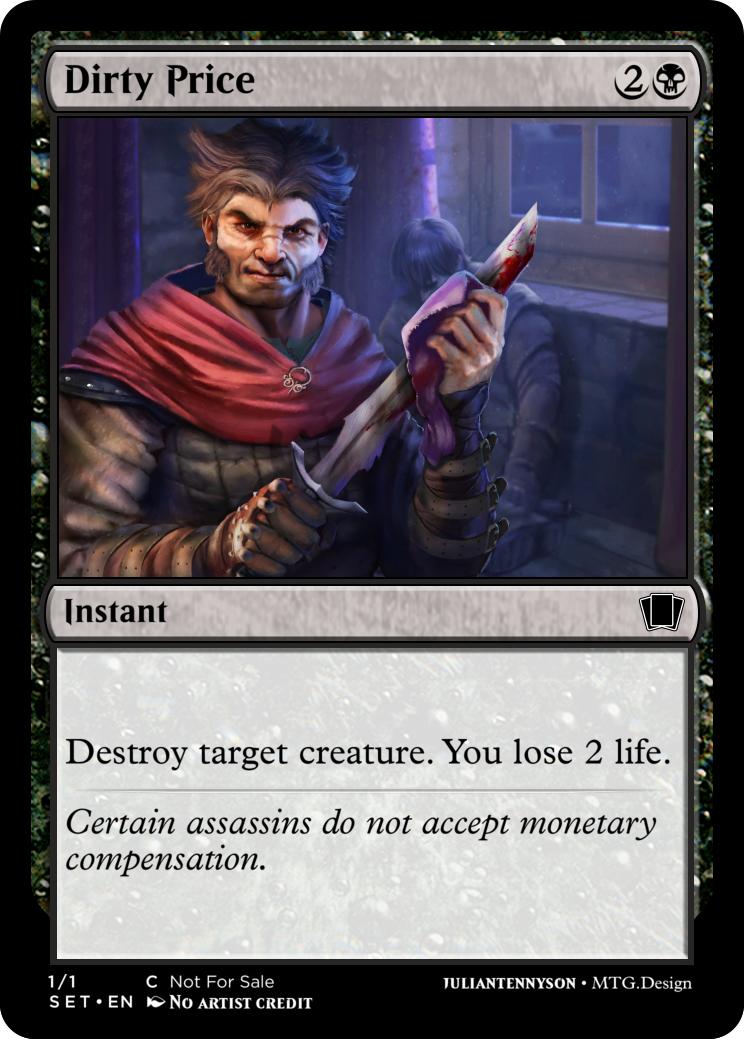 Dirty Price 2
Instant
Destroy target creature. You lose 2 life.
Certain assassins do not accept monetary
compensation.
1/1 C Not For Sale
SET • EN No ARTIST CREDIT
JULIANTENNYSON • MTG.Design